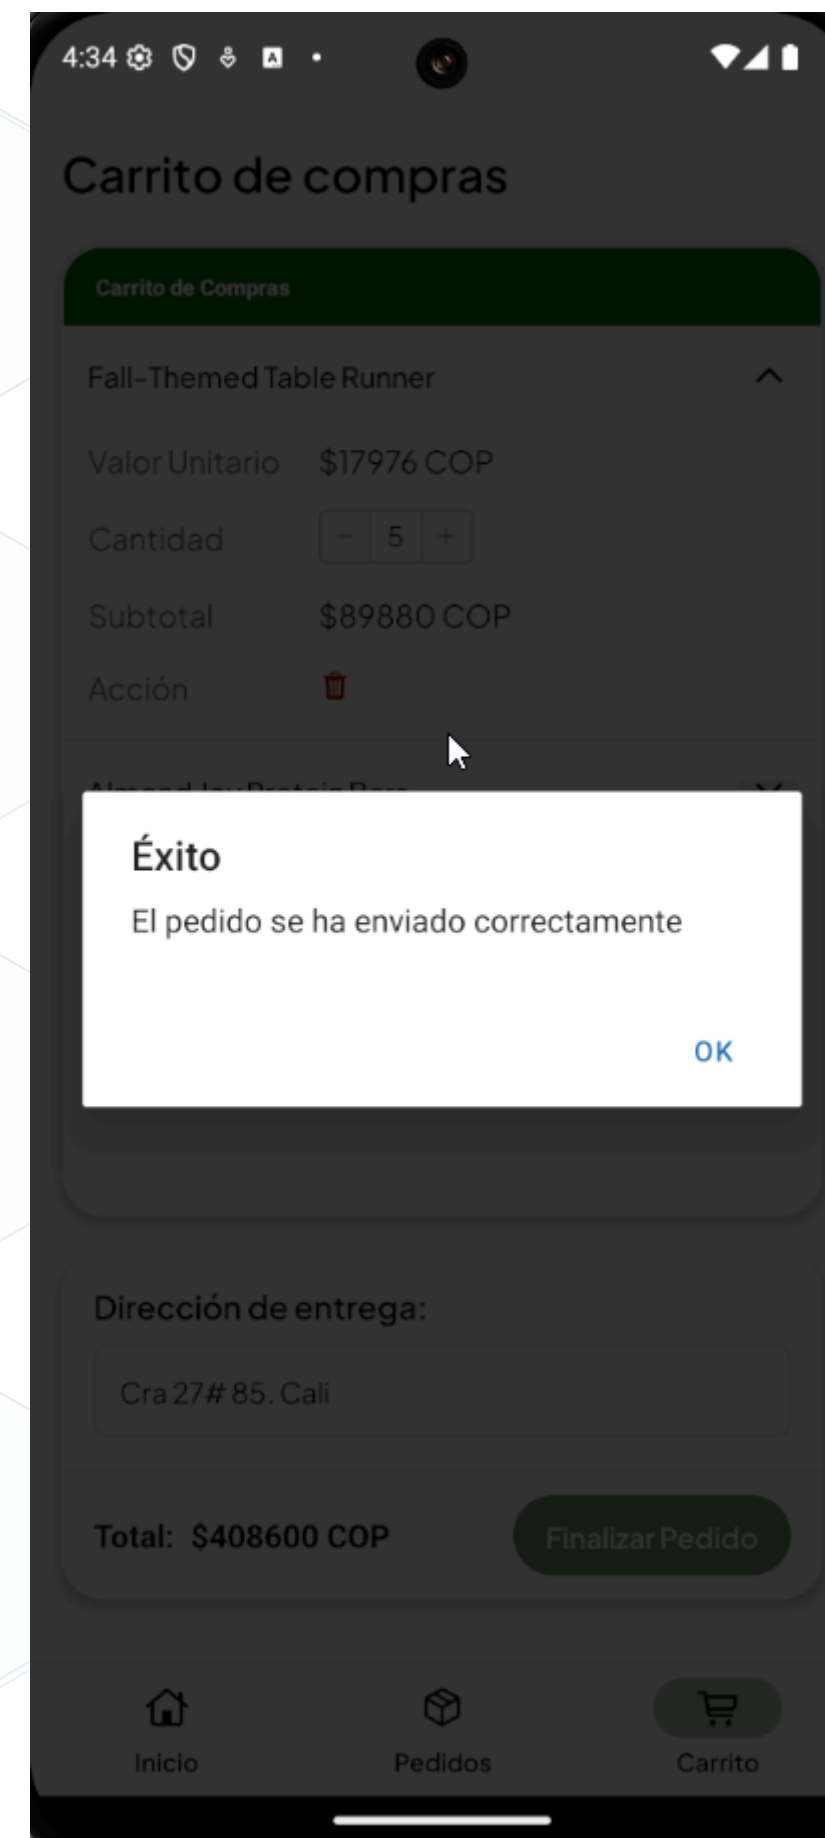 4:34
Carrito de compras
Carrito de Compras
Fall-Themed Table Runner
Valor Unitario $17976 COP
Cantidad − 5 +
Subtotal $89880 COP
Acción
Éxito
El pedido se ha enviado correctamente
OK
Dirección de entrega:
Cra 27# 85. Cali
Total: $408600 COP Finalizar Pedido
Inicio Pedidos Carrito